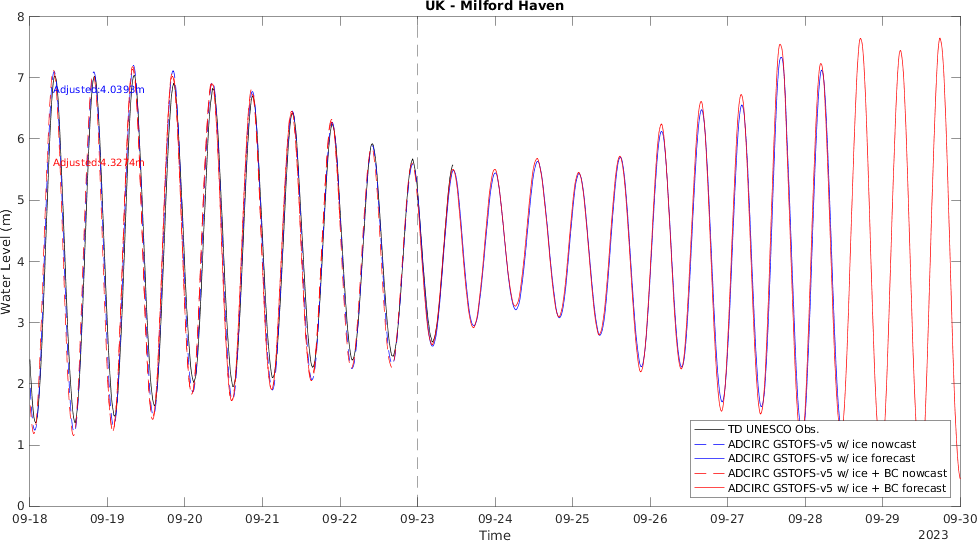 UK - Milford Haven
8
7
6
5
4
3
2
1
0
Water Level (m)
Adjusted:4.0393m
Adjusted:4.3274m
TD UNESCO Obs.
ADCIRC GSTOFS-v5 w/ ice nowcast
ADCIRC GSTOFS-v5 w/ ice forecast
ADCIRC GSTOFS-v5 w/ ice + BC nowcast
ADCIRC GSTOFS-v5 w/ ice + BC forecast
09-18 09-19 09-20 09-21 09-22 09-23 09-24 09-25 09-26 09-27 09-28 09-29 09-30
Time
2023